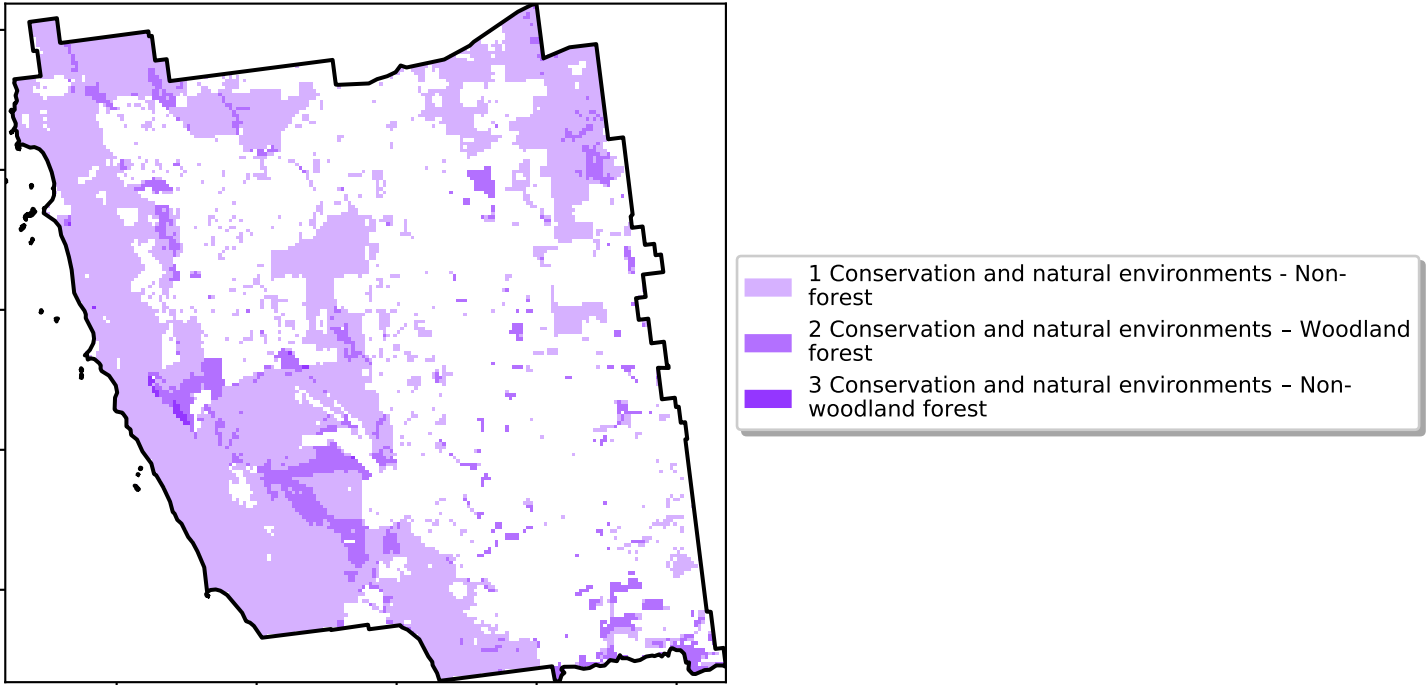 1 Conservation and natural environments - Non-
forest
2 Conservation and natural environments – Woodland
forest
3 Conservation and natural environments – Non-
woodland forest